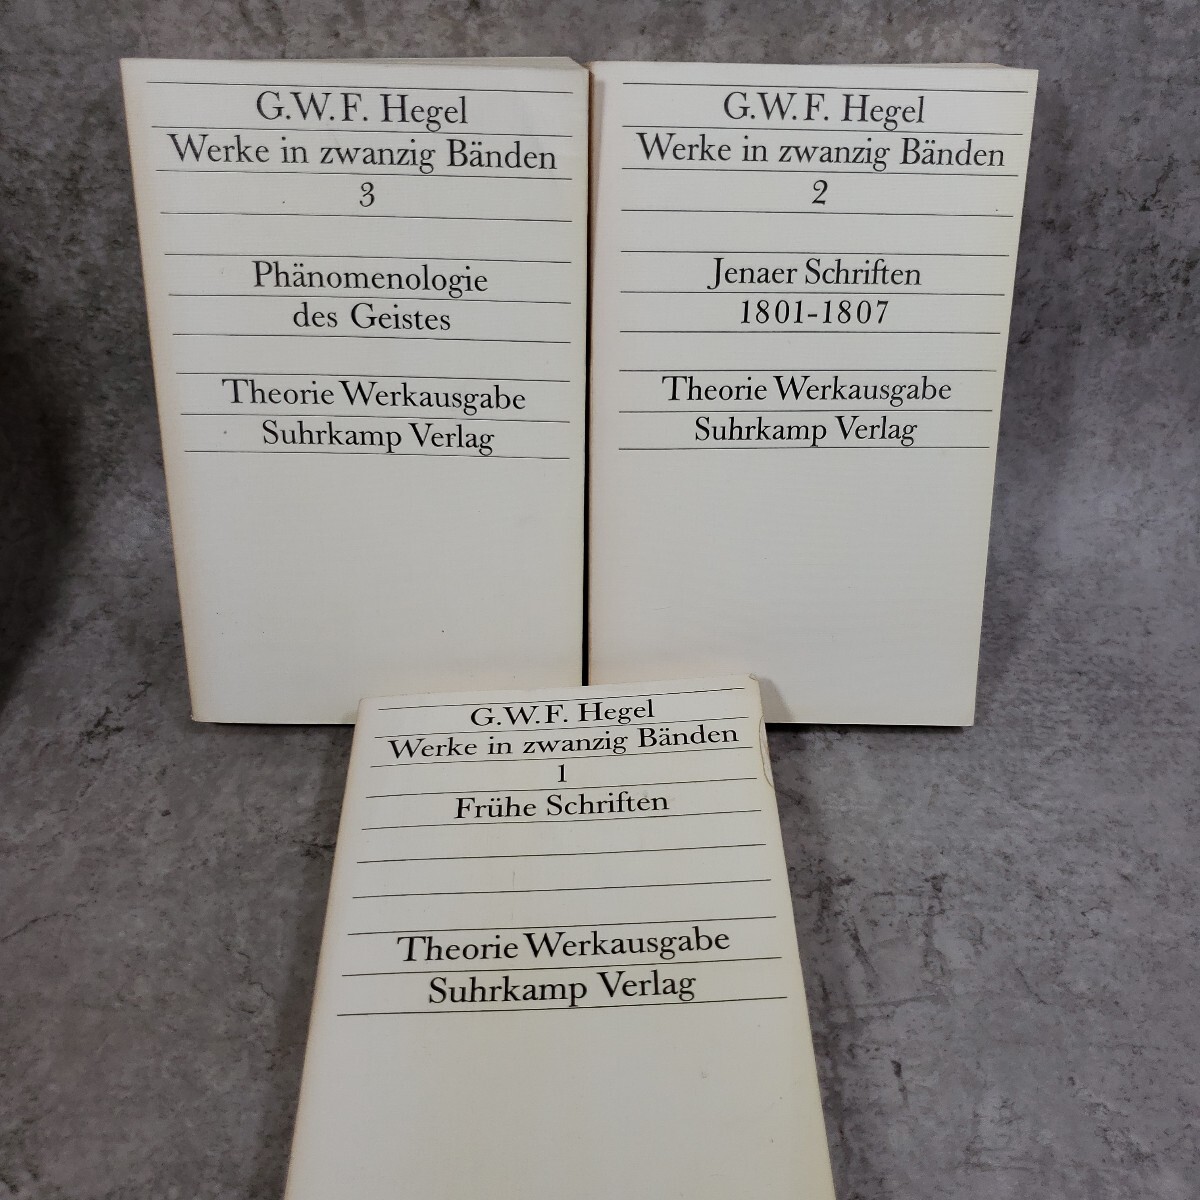 G.W.F. Hegel
Werke in zwanzig Bänden
3
Phänomenologie
des Geistes
Theorie Werkausgabe
Suhrkamp Verlag
G.W.F. Hegel
Werke in zwanzig Bänden
2
Jenaer Schriften
1801-1807
Theorie Werkausgabe
Suhrkamp Verlag
G.W.F. Hegel
Werke in zwanzig Bänden
1
Frühe Schriften
Theorie Werkausgabe
Suhrkamp Verlag